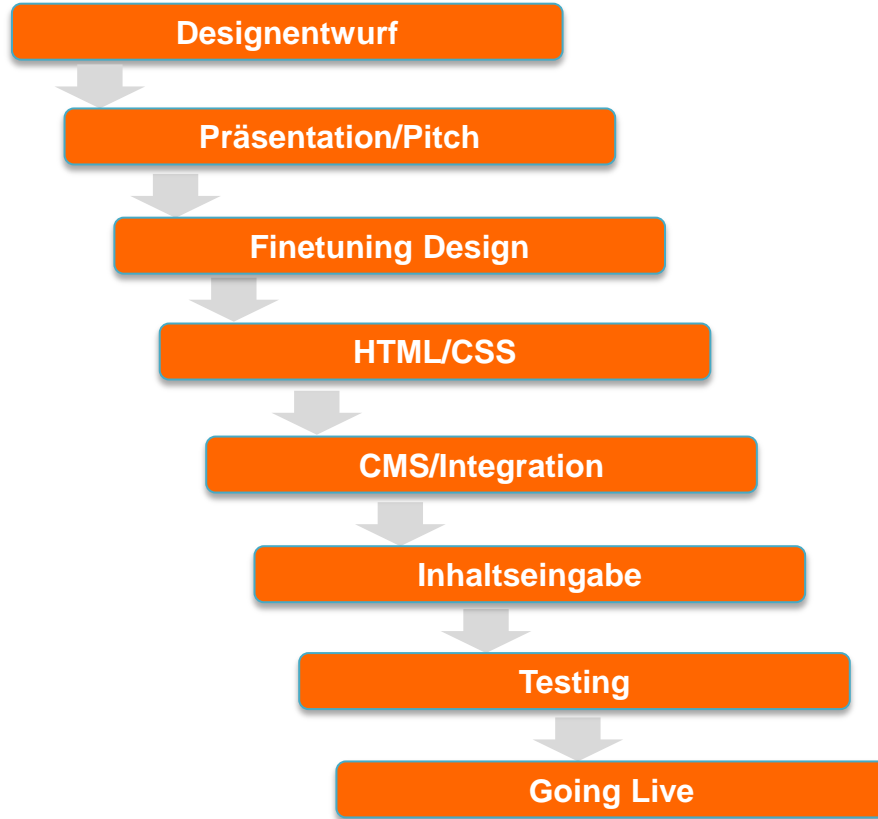 Designentwurf
Präsentation/Pitch
Finetuning Design
HTML/CSS
CMS/Integration
Inhaltseingabe
Testing
Going Live